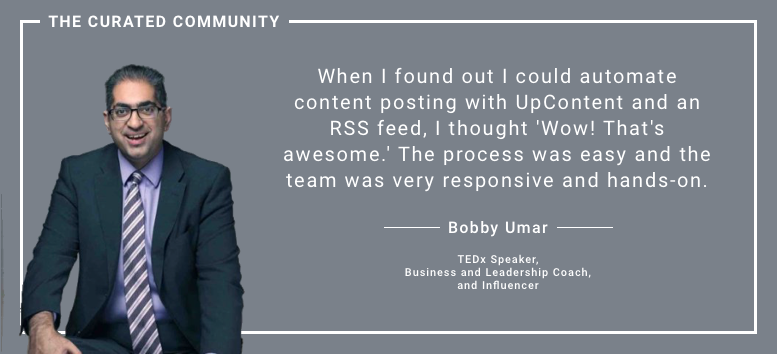 THE CURATED COMMUNITY
When I found out I could automate
content posting with UpContent and an
RSS feed, I thought 'Wow! That's
awesome.' The process was easy and the
team was very responsive and hands-on.
Bobby Umar
TEDx Speaker,
Business and Leadership Coach,
and Influencer